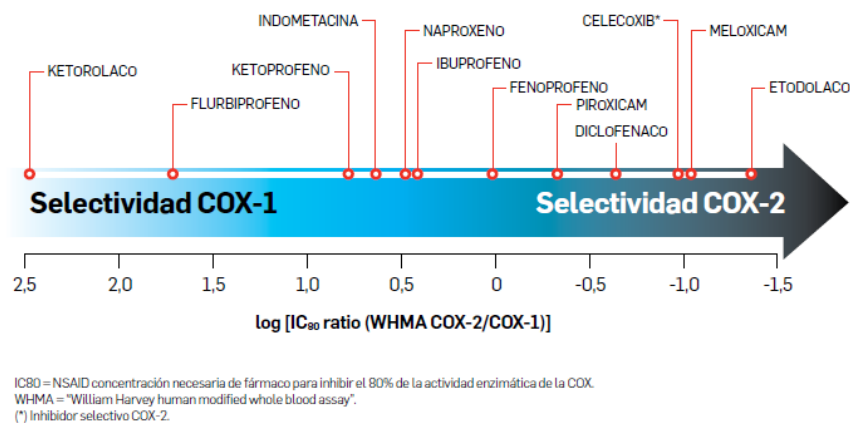 INDOMETACINA
CELECOXIB*
NAPROXENO
MELOXICAM
KETOROLACO
KETOPROFENO
IBUPROFENO
FENOPROFENO
ETODOLACO
FLURBIPROFENO
PIROXICAM
DICLOFENACO
Selectividad COX-1
Selectividad COX-2
2,5 2,0 1,5 1,0 0,5 0 -0,5 -1,0 -1,5
log [IC₈₀ ratio (WHMA COX-2/COX-1)]
IC80 = NSAID concentración necesaria de fármaco para inhibir el 80% de la actividad enzimática de la COX.
WHMA = "William Harvey human modified whole blood assay".
(*) Inhibidor selectivo COX-2.